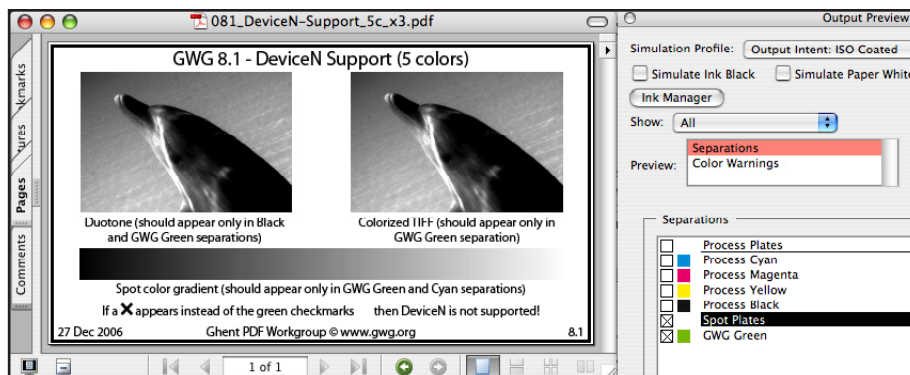 081_DeviceN-Support_5c_x3.pdf
GWG 8.1 - DeviceN Support (5 colors)
Duotone (should appear only in Black
and GWG Green separations)
Colorized TIFF (should appear only in
GWG Green separation)
Spot color gradient (should appear only in GWG Green and Cyan separations)
If a X appears instead of the green checkmarks then DeviceN is not supported!
27 Dec 2006 Ghent PDF Workgroup © www.gwg.org 8.1
kmarks
tures
Pages
Comments
1 of 1
Output Preview
Simulation Profile: Output Intent: ISO Coated
Simulate Ink Black Simulate Paper White
Ink Manager
Show: All
Preview: Separations
Color Warnings
Separations
Process Plates
Process Cyan
Process Magenta
Process Yellow
Process Black
Spot Plates
GWG Green